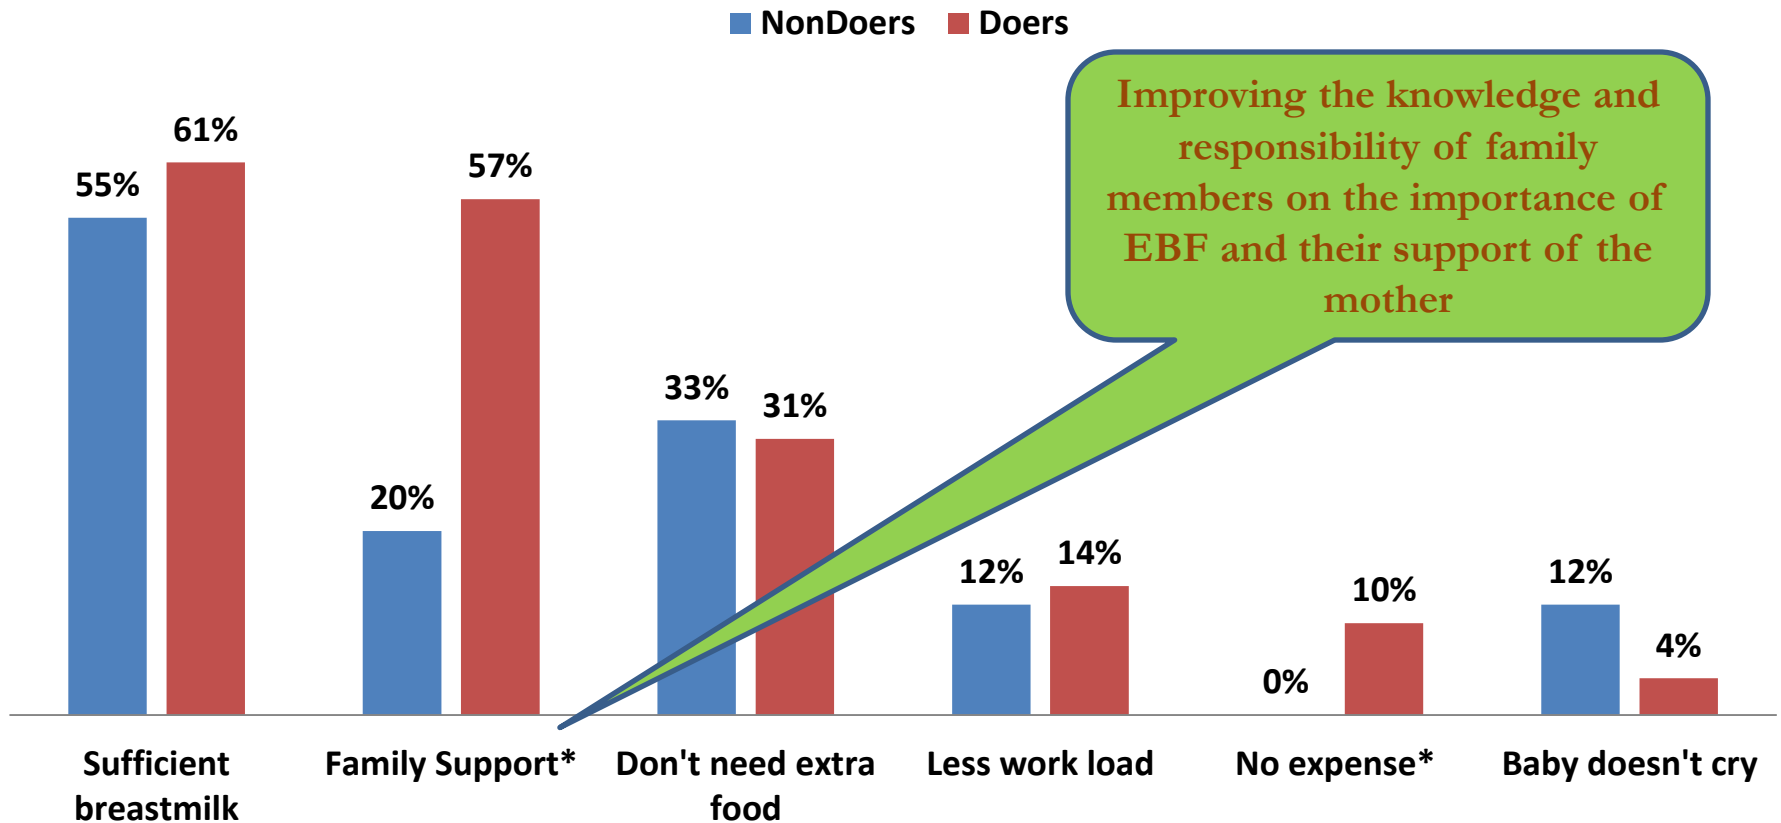 NonDoers Doers
Improving the knowledge and
responsibility of family
members on the importance of
EBF and their support of the
mother
55%
61%
20%
57%
33%
31%
12%
14%
0%
10%
12%
4%
Sufficient
breastmilk
Family Support*
Don't need extra
food
Less work load
No expense*
Baby doesn't cry